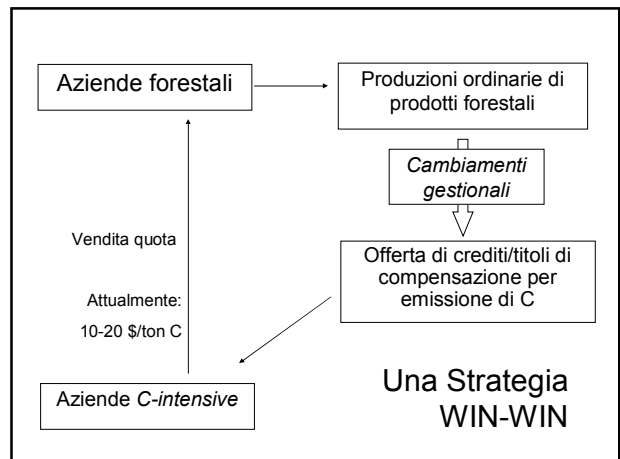 Aziende forestali
Produzioni ordinarie di
prodotti forestali
Cambiamenti
gestionali
Vendita quota
Attualmente:
10-20 $/ton C
Offerta di crediti/titoli di
compensazione per
emissione di C
Aziende C-intensive
Una Strategia
WIN-WIN